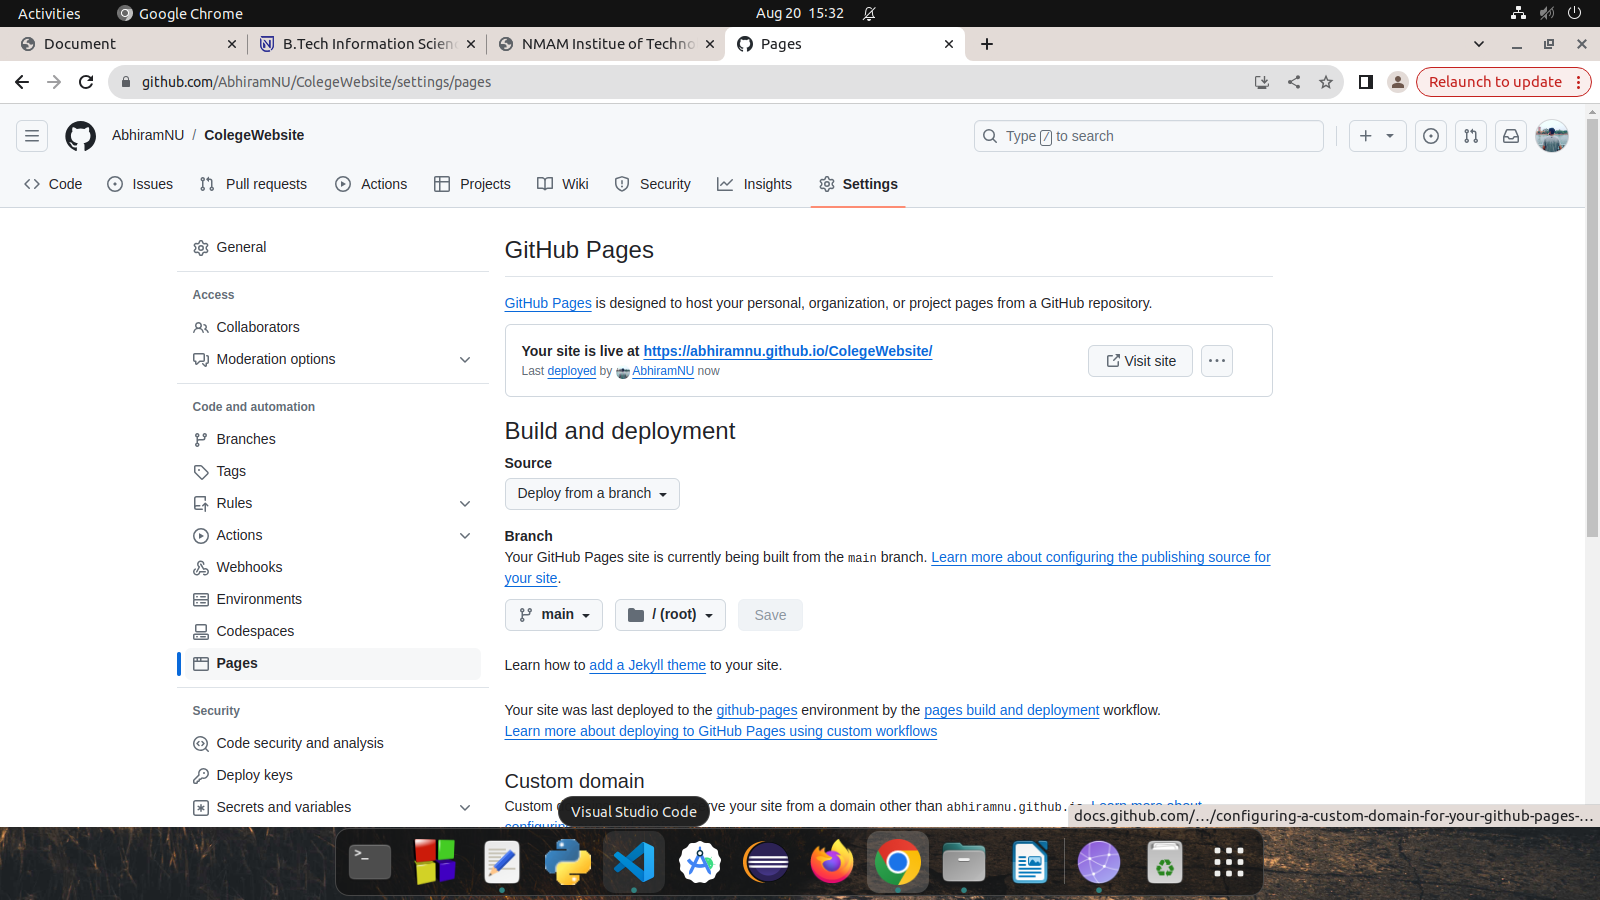 Activities
Google Chrome
Aug 20 15:32
Document
B.Tech Information Scien
NMAM Institue of Techno
Pages
github.com/AbhiramNU/ColegeWebsite/settings/pages
Relaunch to update
AbhiramNU / ColegeWebsite
Type / to search
Code
Issues
Pull requests
Actions
Projects
Wiki
Security
Insights
Settings
General
Access
Collaborators
Moderation options
Code and automation
Branches
Tags
Rules
Actions
Webhooks
Environments
Codespaces
Pages
Security
Code security and analysis
Deploy keys
Secrets and variables
GitHub Pages
GitHub Pages is designed to host your personal, organization, or project pages from a GitHub repository.
Your site is live at https://abhiramnu.github.io/ColegeWebsite/
Last deployed by AbhiramNU now
Visit site
Build and deployment
Source
Deploy from a branch
Branch
Your GitHub Pages site is currently being built from the main branch. Learn more about configuring the publishing source for
your site.
main
/ (root)
Save
Learn how to add a Jekyll theme to your site.
Your site was last deployed to the github-pages environment by the pages build and deployment workflow.
Learn more about deploying to GitHub Pages using custom workflows
Custom domain
Custom
your site from a domain other than abhiramnu.github.
Visual Studio Code
docs.github.com/…/configuring-a-custom-domain-for-your-github-pages-…